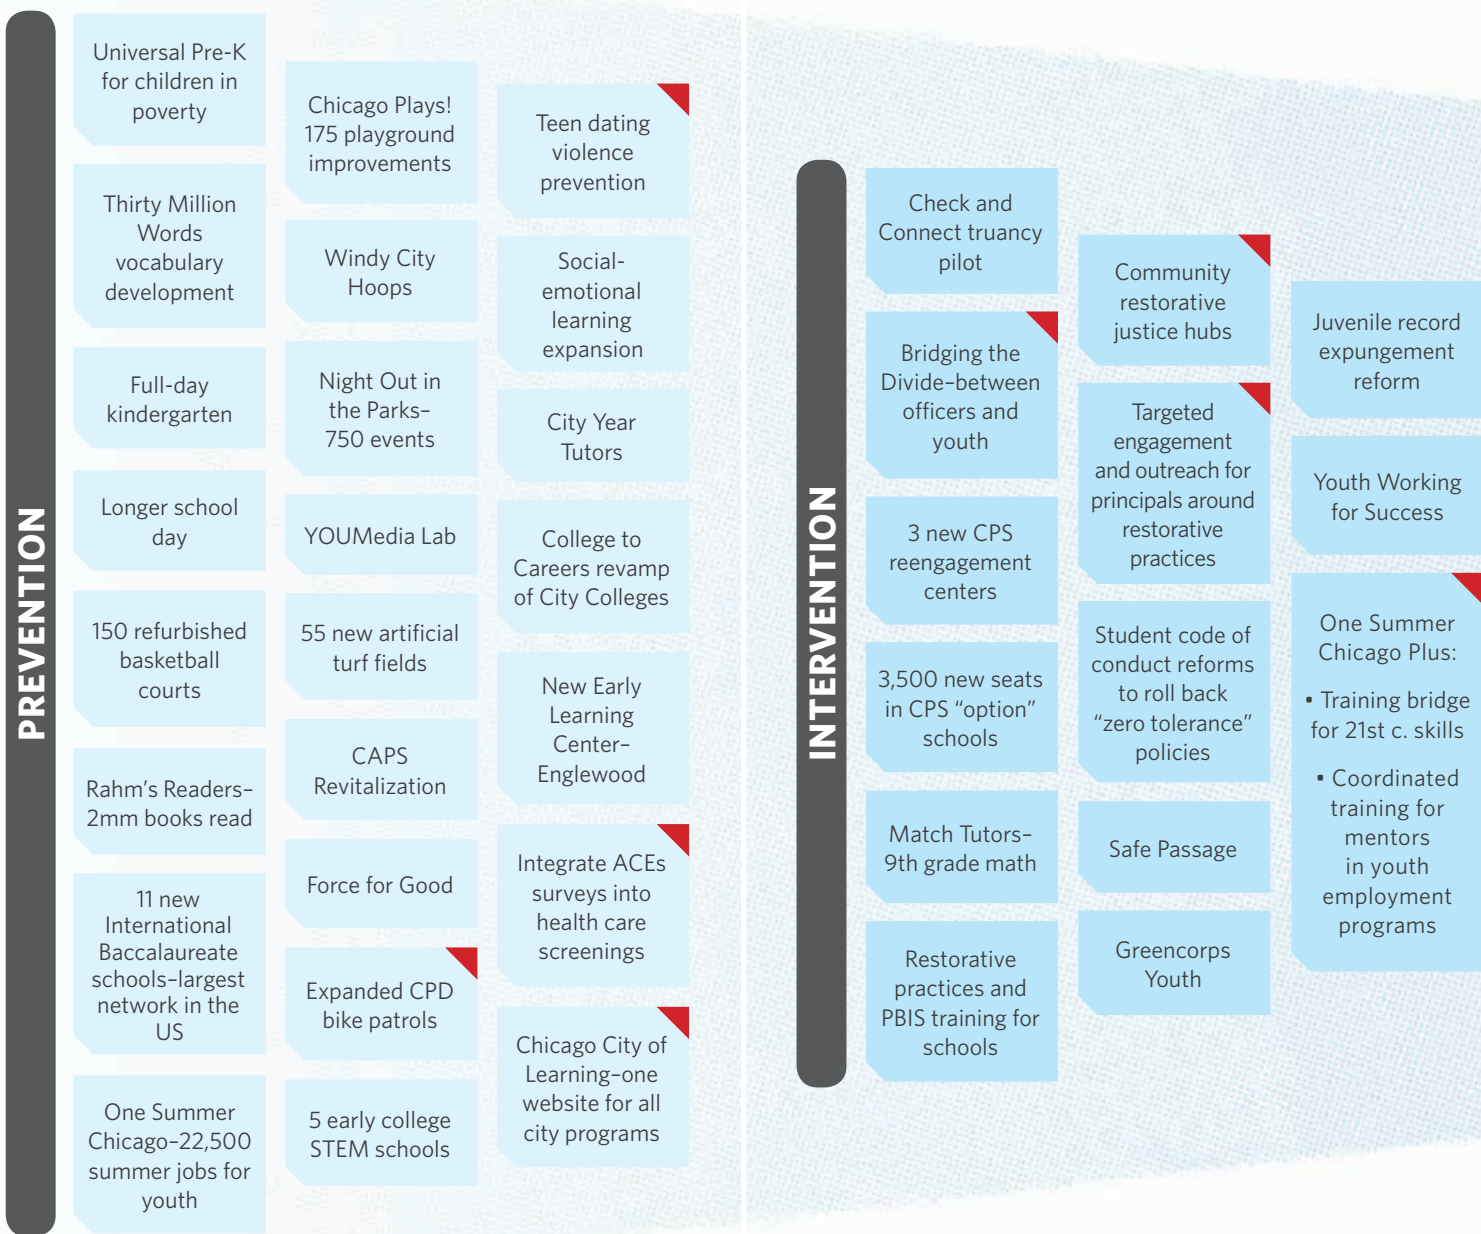 PREVENTION
Universal Pre-K
for children in
poverty
Thirty Million
Words
vocabulary
development
Full-day
kindergarten
Longer school
day
150 refurbished
basketball
courts
Rahm's Readers–
2mm books read
11 new
International
Baccalaureate
schools–largest
network in the
US
One Summer
Chicago–22,500
summer jobs for
youth
Chicago Plays!
175 playground
improvements
Windy City
Hoops
Night Out in
the Parks–
750 events
YOUMedia Lab
55 new artificial
turf fields
CAPS
Revitalization
Force for Good
Expanded CPD
bike patrols
5 early college
STEM schools
Teen dating
violence
prevention
Social-
emotional
learning
expansion
City Year
Tutors
College to
Careers revamp
of City Colleges
New Early
Learning
Center–
Englewood
Integrate ACEs
surveys into
health care
screenings
Chicago City of
Learning–one
website for all
city programs
INTERVENTION
Check and
Connect truancy
pilot
Bridging the
Divide–between
officers and
youth
3 new CPS
reengagement
centers
3,500 new seats
in CPS “option”
schools
Match Tutors–
9th grade math
Restorative
practices and
PBIS training for
schools
Community
restorative
justice hubs
Targeted
engagement
and outreach for
principals around
restorative
practices
Student code of
conduct reforms
to roll back
“zero tolerance”
policies
Safe Passage
Greencorps
Youth
Juvenile record
expungement
reform
Youth Working
for Success
One Summer
Chicago Plus:
• Training bridge
for 21st c. skills
• Coordinated
training for
mentors
in youth
employment
programs